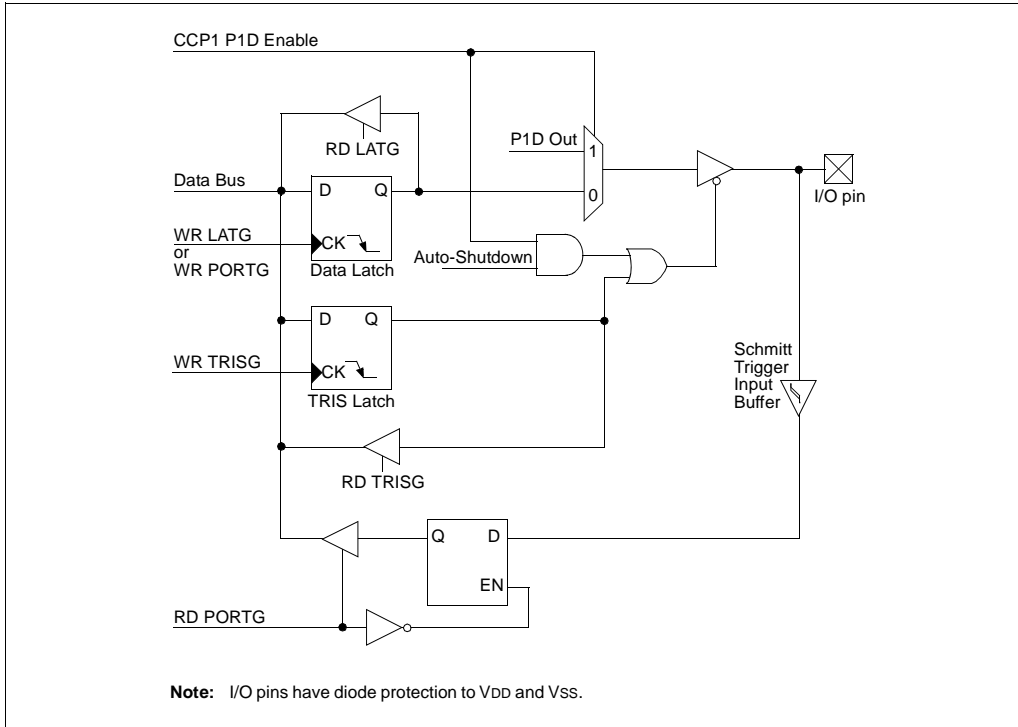 CCP1 P1D Enable
RD LATG
P1D Out
1
0
Data Bus
D Q
CK
Data Latch
WR LATG
or
WR PORTG
I/O pin
Auto-Shutdown
D Q
CK
TRIS Latch
WR TRISG
Schmitt
Trigger
Input
Buffer
RD TRISG
Q D
EN
RD PORTG
Note: I/O pins have diode protection to VDD and VSS.